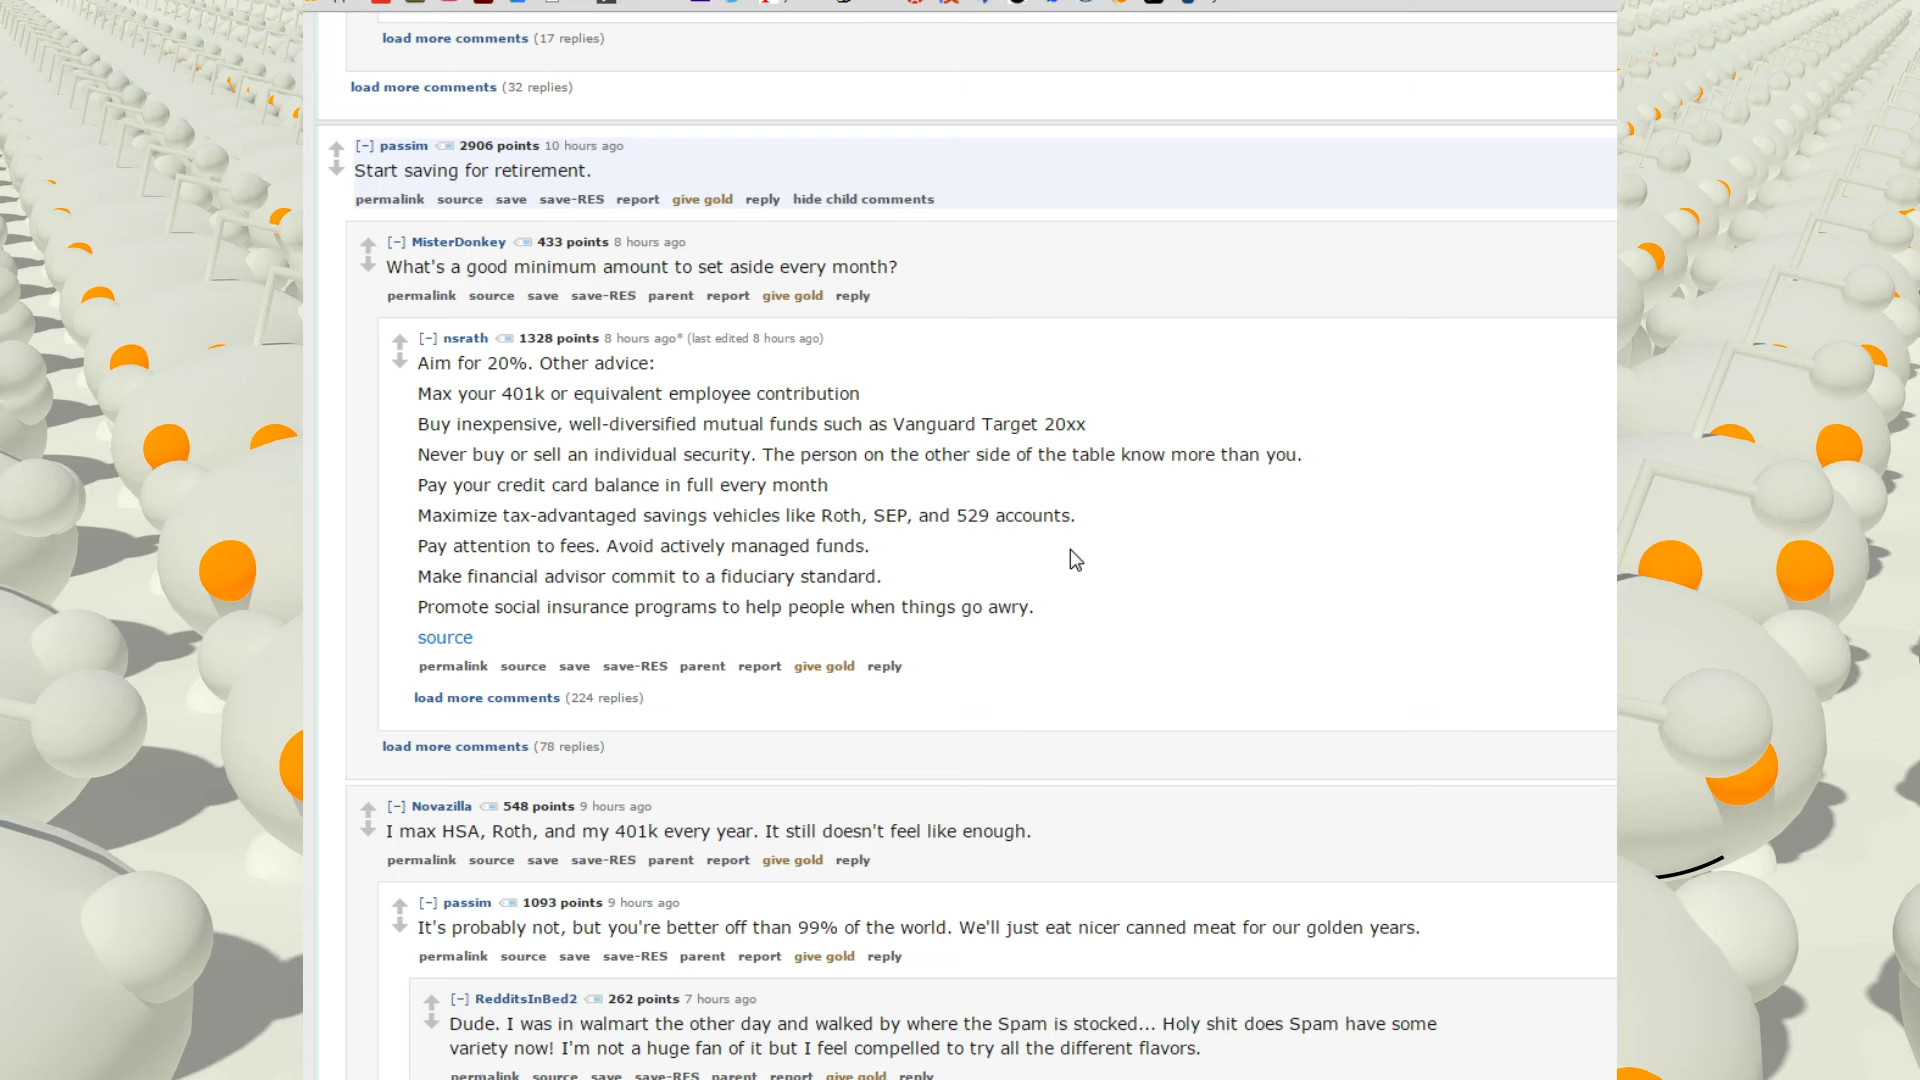 load more comments (17 replies)
load more comments (32 replies)
[-] passim 2906 points 10 hours ago
Start saving for retirement.
permalink source save save-RES report give gold reply hide child comments
[-] MisterDonkey 433 points 8 hours ago
What's a good minimum amount to set aside every month?
permalink source save save-RES parent report give gold reply
[-] nsrath 1328 points 8 hours ago* (last edited 8 hours ago)
Aim for 20%. Other advice:
Max your 401k or equivalent employee contribution
Buy inexpensive, well-diversified mutual funds such as Vanguard Target 20xx
Never buy or sell an individual security. The person on the other side of the table know more than you.
Pay your credit card balance in full every month
Maximize tax-advantaged savings vehicles like Roth, SEP, and 529 accounts.
Pay attention to fees. Avoid actively managed funds.
Make financial advisor commit to a fiduciary standard.
Promote social insurance programs to help people when things go awry.
source
permalink source save save-RES parent report give gold reply
load more comments (224 replies)
load more comments (78 replies)
[-] Novazilla 548 points 9 hours ago
I max HSA, Roth, and my 401k every year. It still doesn't feel like enough.
permalink source save save-RES parent report give gold reply
[-] passim 1093 points 9 hours ago
It's probably not, but you're better off than 99% of the world. We'll just eat nicer canned meat for our golden years.
permalink source save save-RES parent report give gold reply
[-] RedditsInBed2 262 points 7 hours ago
Dude. I was in walmart the other day and walked by where the Spam is stocked... Holy shit does Spam have some
variety now! I'm not a huge fan of it but I feel compelled to try all the different flavors.
permalink source save save-RES parent report give gold reply